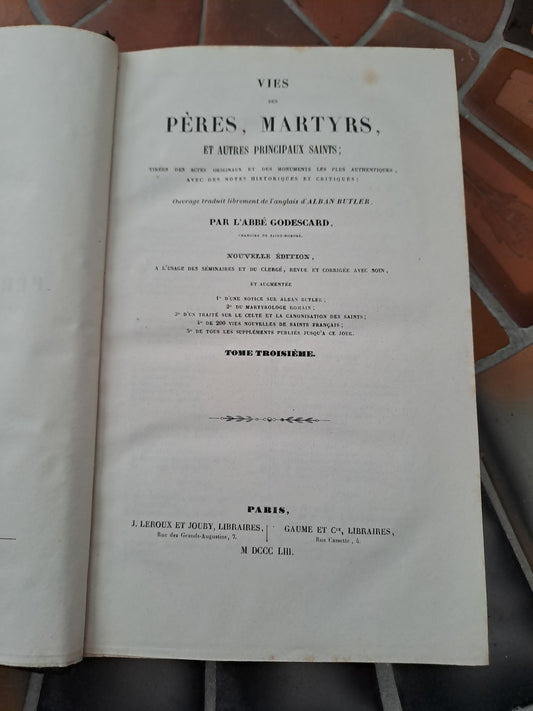 VIES
DES
PÈRES, MARTYRS,
ET AUTRES PRINCIPAUX SAINTS;
TIRÉES DES ACTES ORIGINAUX ET DES MONUMENTS LES PLUS AUTHENTIQUES,
AVEC DES NOTES HISTORIQUES ET CRITIQUES;
Ouvrage traduit librement de l'anglais d'ALBAN BUTLER,
PAR L'ABBÉ GODESCARD,
CHANOINE DE SAINT-HONORÉ.
NOUVELLE ÉDITION,
A L'USAGE DES SÉMINAIRES ET DU CLERGÉ, REVUE ET CORRIGÉE AVEC SOIN,
ET AUGMENTÉE
1° D'UNE NOTICE SUR ALBAN BUTLER;
2° DU MARTYROLOGE ROMAIN;
3° D'UN TRAITÉ SUR LE CULTE ET LA CANONISATION DES SAINTS;
4° DE 200 VIES NOUVELLES DE SAINTS FRANÇAIS;
5° DE TOUS LES SUPPLÉMENTS PUBLIÉS JUSQU'A CE JOUR.
TOME TROISIÈME.
PARIS,
J. LEROUX ET JOUBY, LIBRAIRES,
Rue des Grands-Augustins, 7.
GAUME ET Cie, LIBRAIRES,
Rue Cassette, 4.
M DCCC LIII.